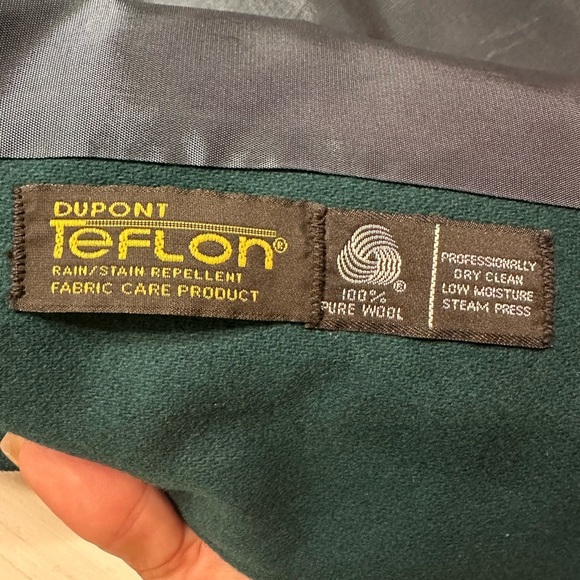 DUPONT
TEFLON®
RAIN/STAIN REPELLENT
FABRIC CARE PRODUCT
®
100%
PURE WOOL
PROFESSIONALLY
DRY CLEAN
LOW MOISTURE
STEAM PRESS